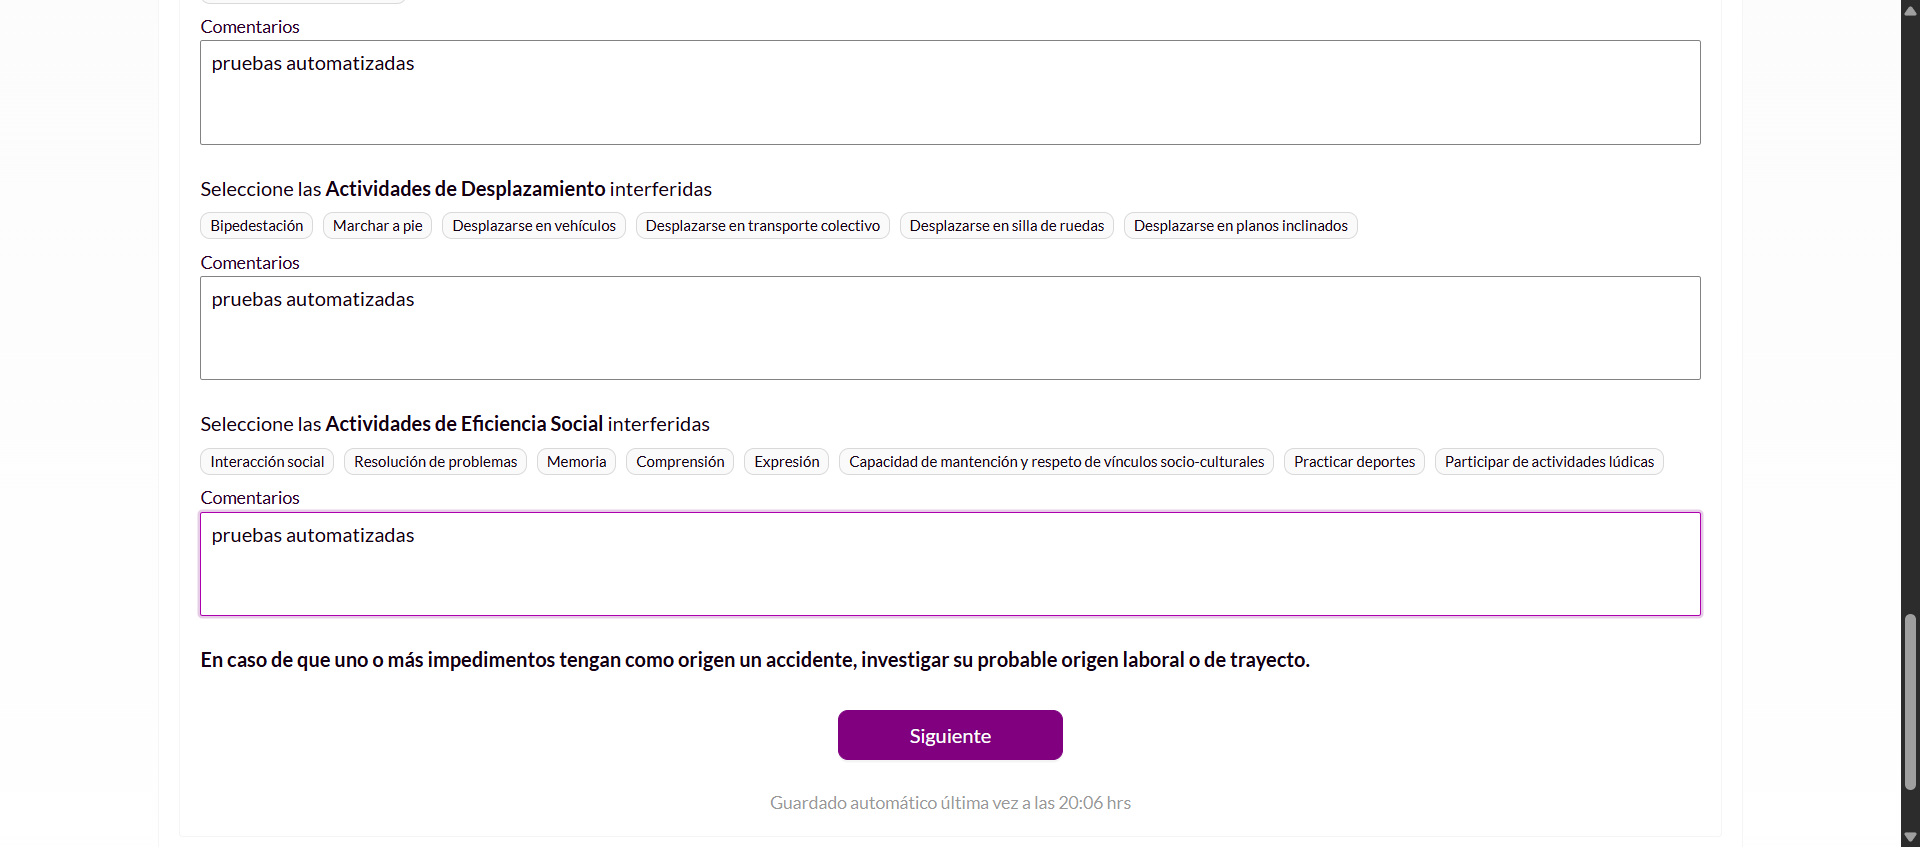 Comentarios
pruebas automatizadas
Seleccione las Actividades de Desplazamiento interferidas
Bipedestación Marchar a pie Desplazarse en vehículos Desplazarse en transporte colectivo Desplazarse en silla de ruedas Desplazarse en planos inclinados
Comentarios
pruebas automatizadas
Seleccione las Actividades de Eficiencia Social interferidas
Interacción social Resolución de problemas Memoria Comprensión Expresión Capacidad de mantención y respeto de vínculos socio-culturales Practicar deportes Participar de actividades lúdicas
Comentarios
pruebas automatizadas
En caso de que uno o más impedimentos tengan como origen un accidente, investigar su probable origen laboral o de trayecto.
Siguiente
Guardado automático última vez a las 20:06 hrs